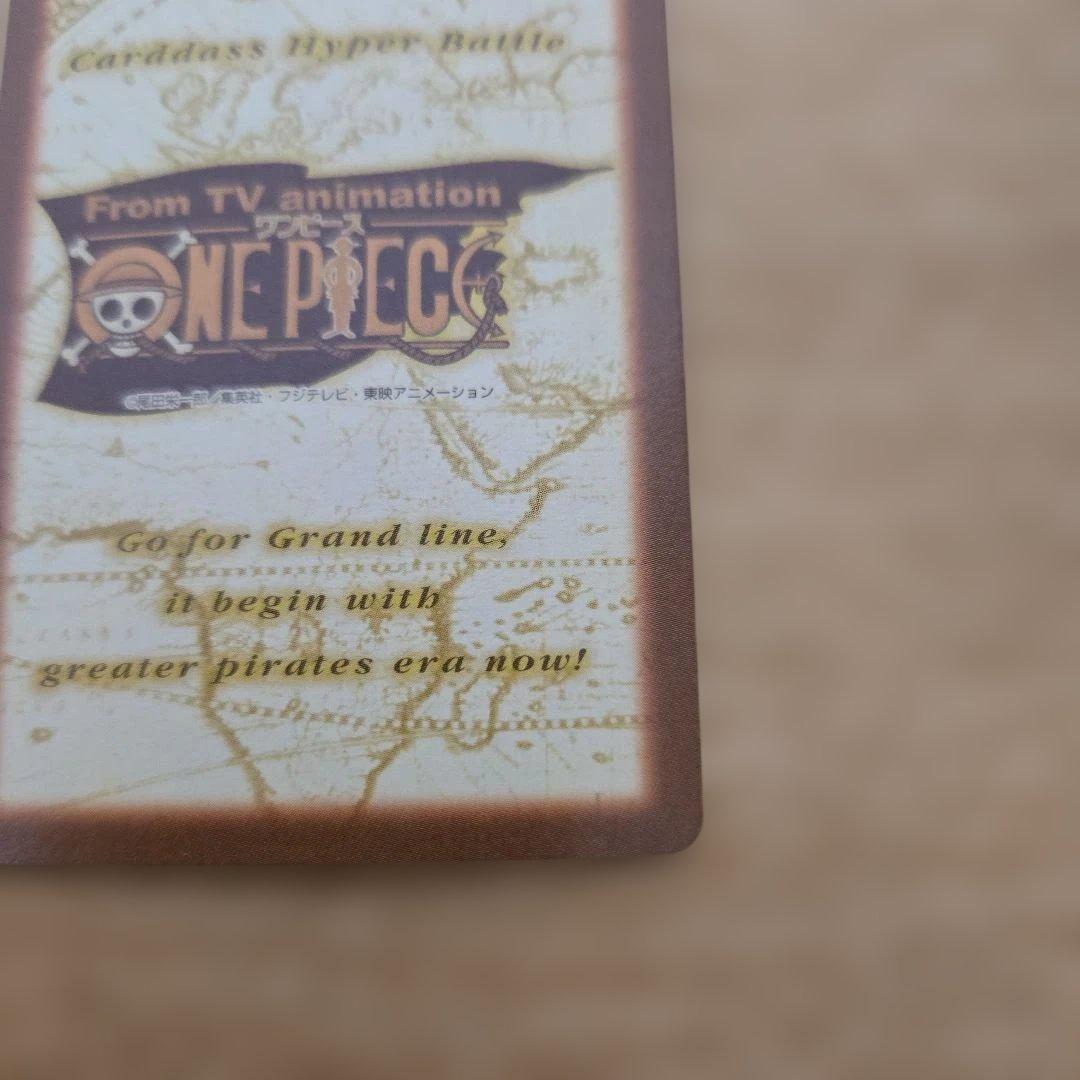 Carddass Hyper Battle
From TV animation
ワンピース
ONE PIECE
©尾田栄一郎／集英社・フジテレビ・東映アニメーション
Go for Grand line,
it begin with
greater pirates era now!